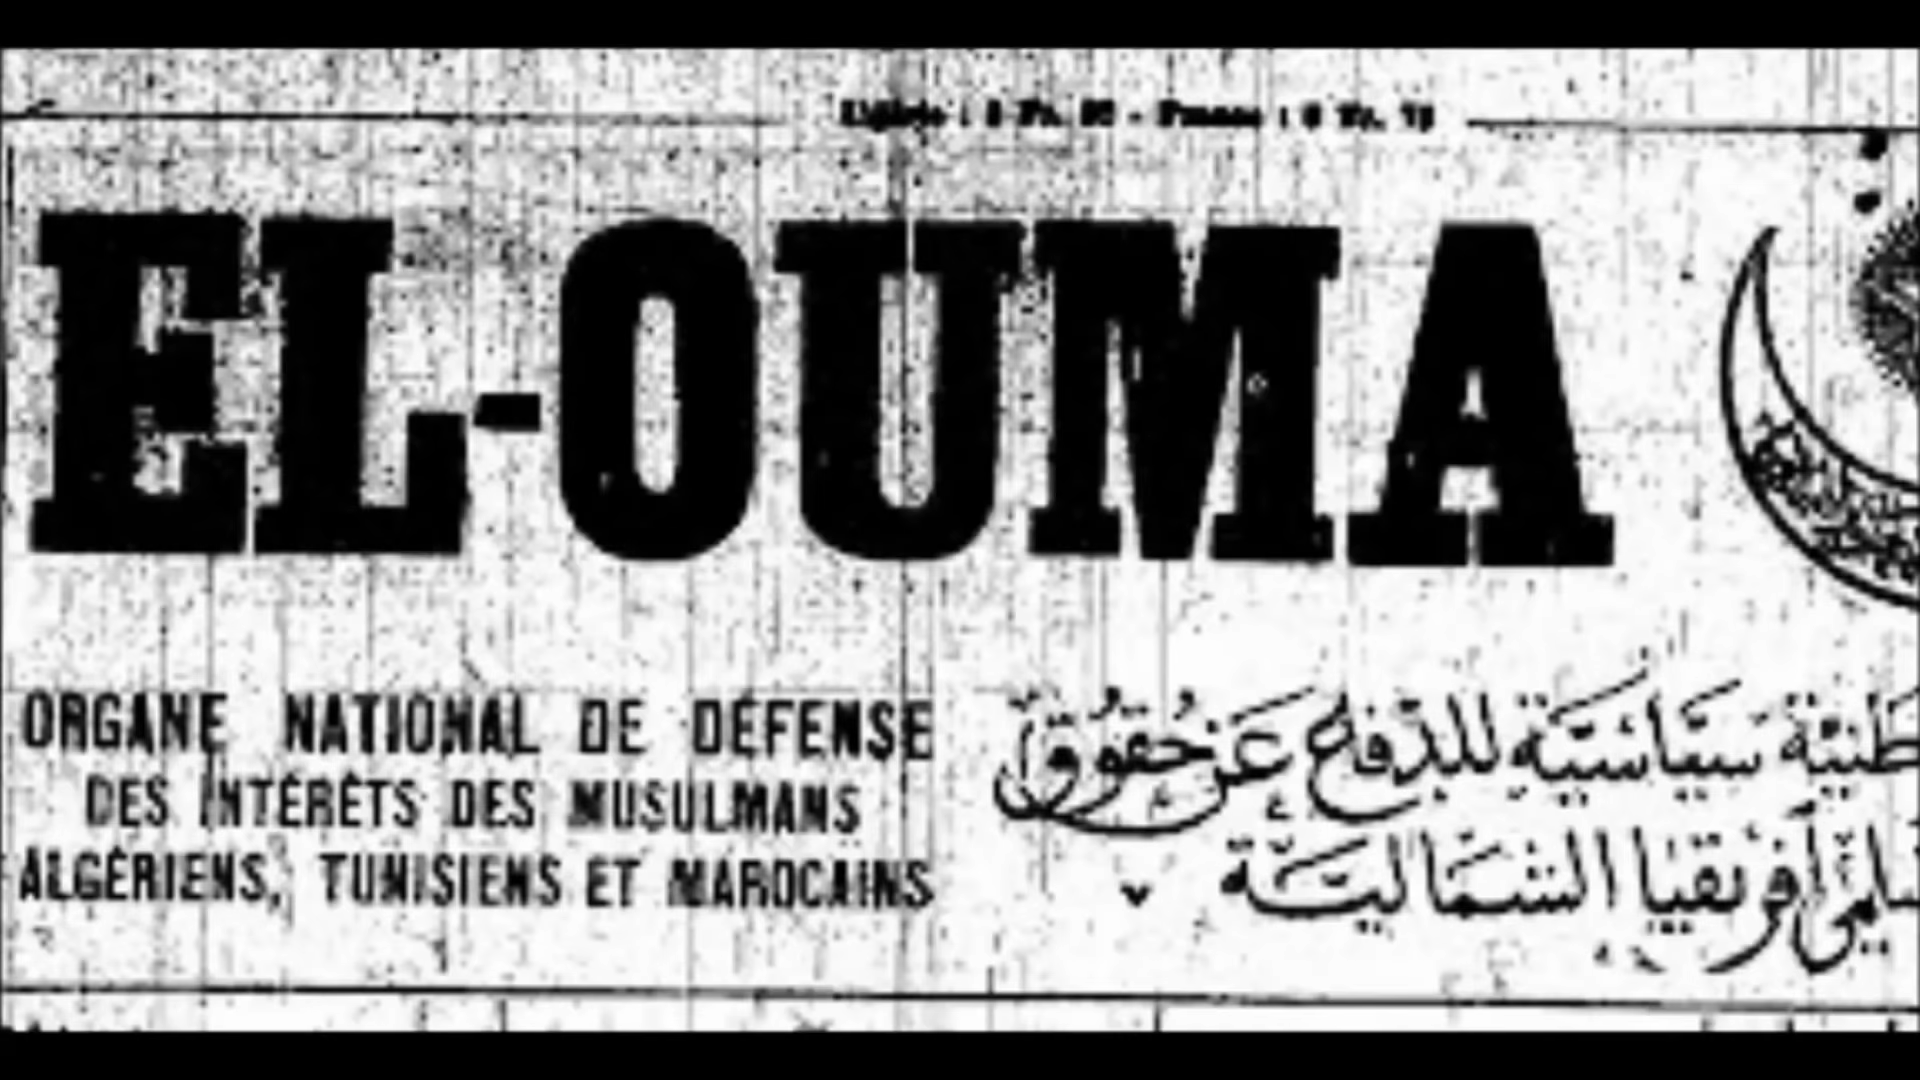 EL-OUMA
ORGANE NATIONAL DE DÉFENSE
DES INTÉRÊTS DES MUSULMANS
ALGÉRIENS, TUNISIENS ET MAROCAINS
سياسية للدفاع عن حقوق
أفريقيا الشمالية